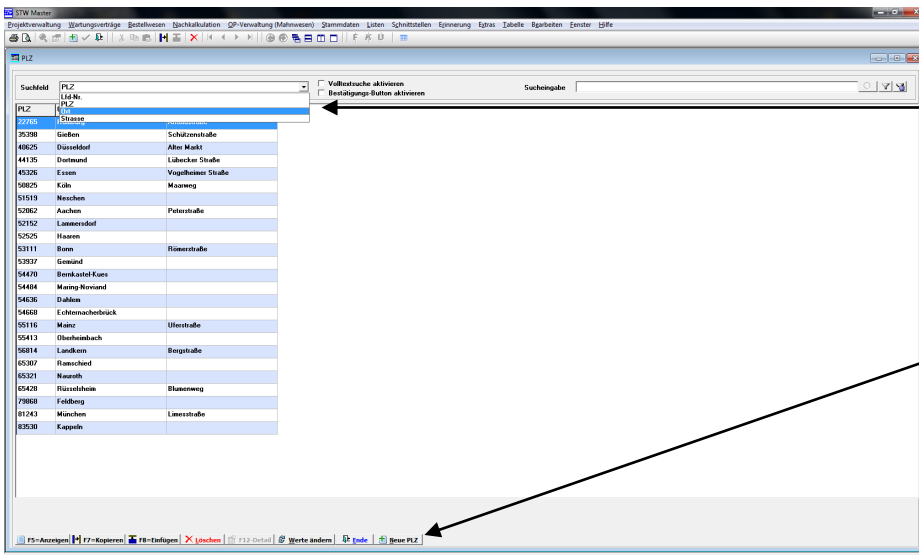 STW Master
Projektverwaltung Wartungsverträge Bestellwesen Nachkalkulation OP-Verwaltung (Mahnwesen) Stammdaten Listen Schnittstellen Erinnerung Extras Tabelle Bearbeiten Fenster Hilfe
F K U
PLZ
Suchfeld PLZ Volltextsuche aktivieren Sucheingabe
Bestätigungs-Button aktivieren
Lfd-Nr.
PLZ
Ort
Strasse
PLZ
22765
35398 Gießen Schützenstraße
40625 Düsseldorf Alter Markt
44135 Dortmund Lübecker Straße
45326 Essen Vogelheimer Straße
50825 Köln Maarweg
51519 Neschen
52062 Aachen Peterstraße
52152 Lammersdorf
52525 Haaren
53111 Bonn Römerstraße
53937 Gemünd
54470 Bernkastel-Kues
54484 Maring-Noviand
54636 Dahlem
54668 Echternacherbrück
55116 Mainz Uferstraße
55413 Oberheimbach
56814 Landkern Bergstraße
65307 Ramschied
65321 Nauroth
65428 Rüsselsheim Blumenweg
79868 Feldberg
81243 München Limesstraße
83530 Kappeln
F5=Anzeigen F7=Kopieren F8=Einfügen Löschen F12-Detail Werte ändern Ende Neue PLZ